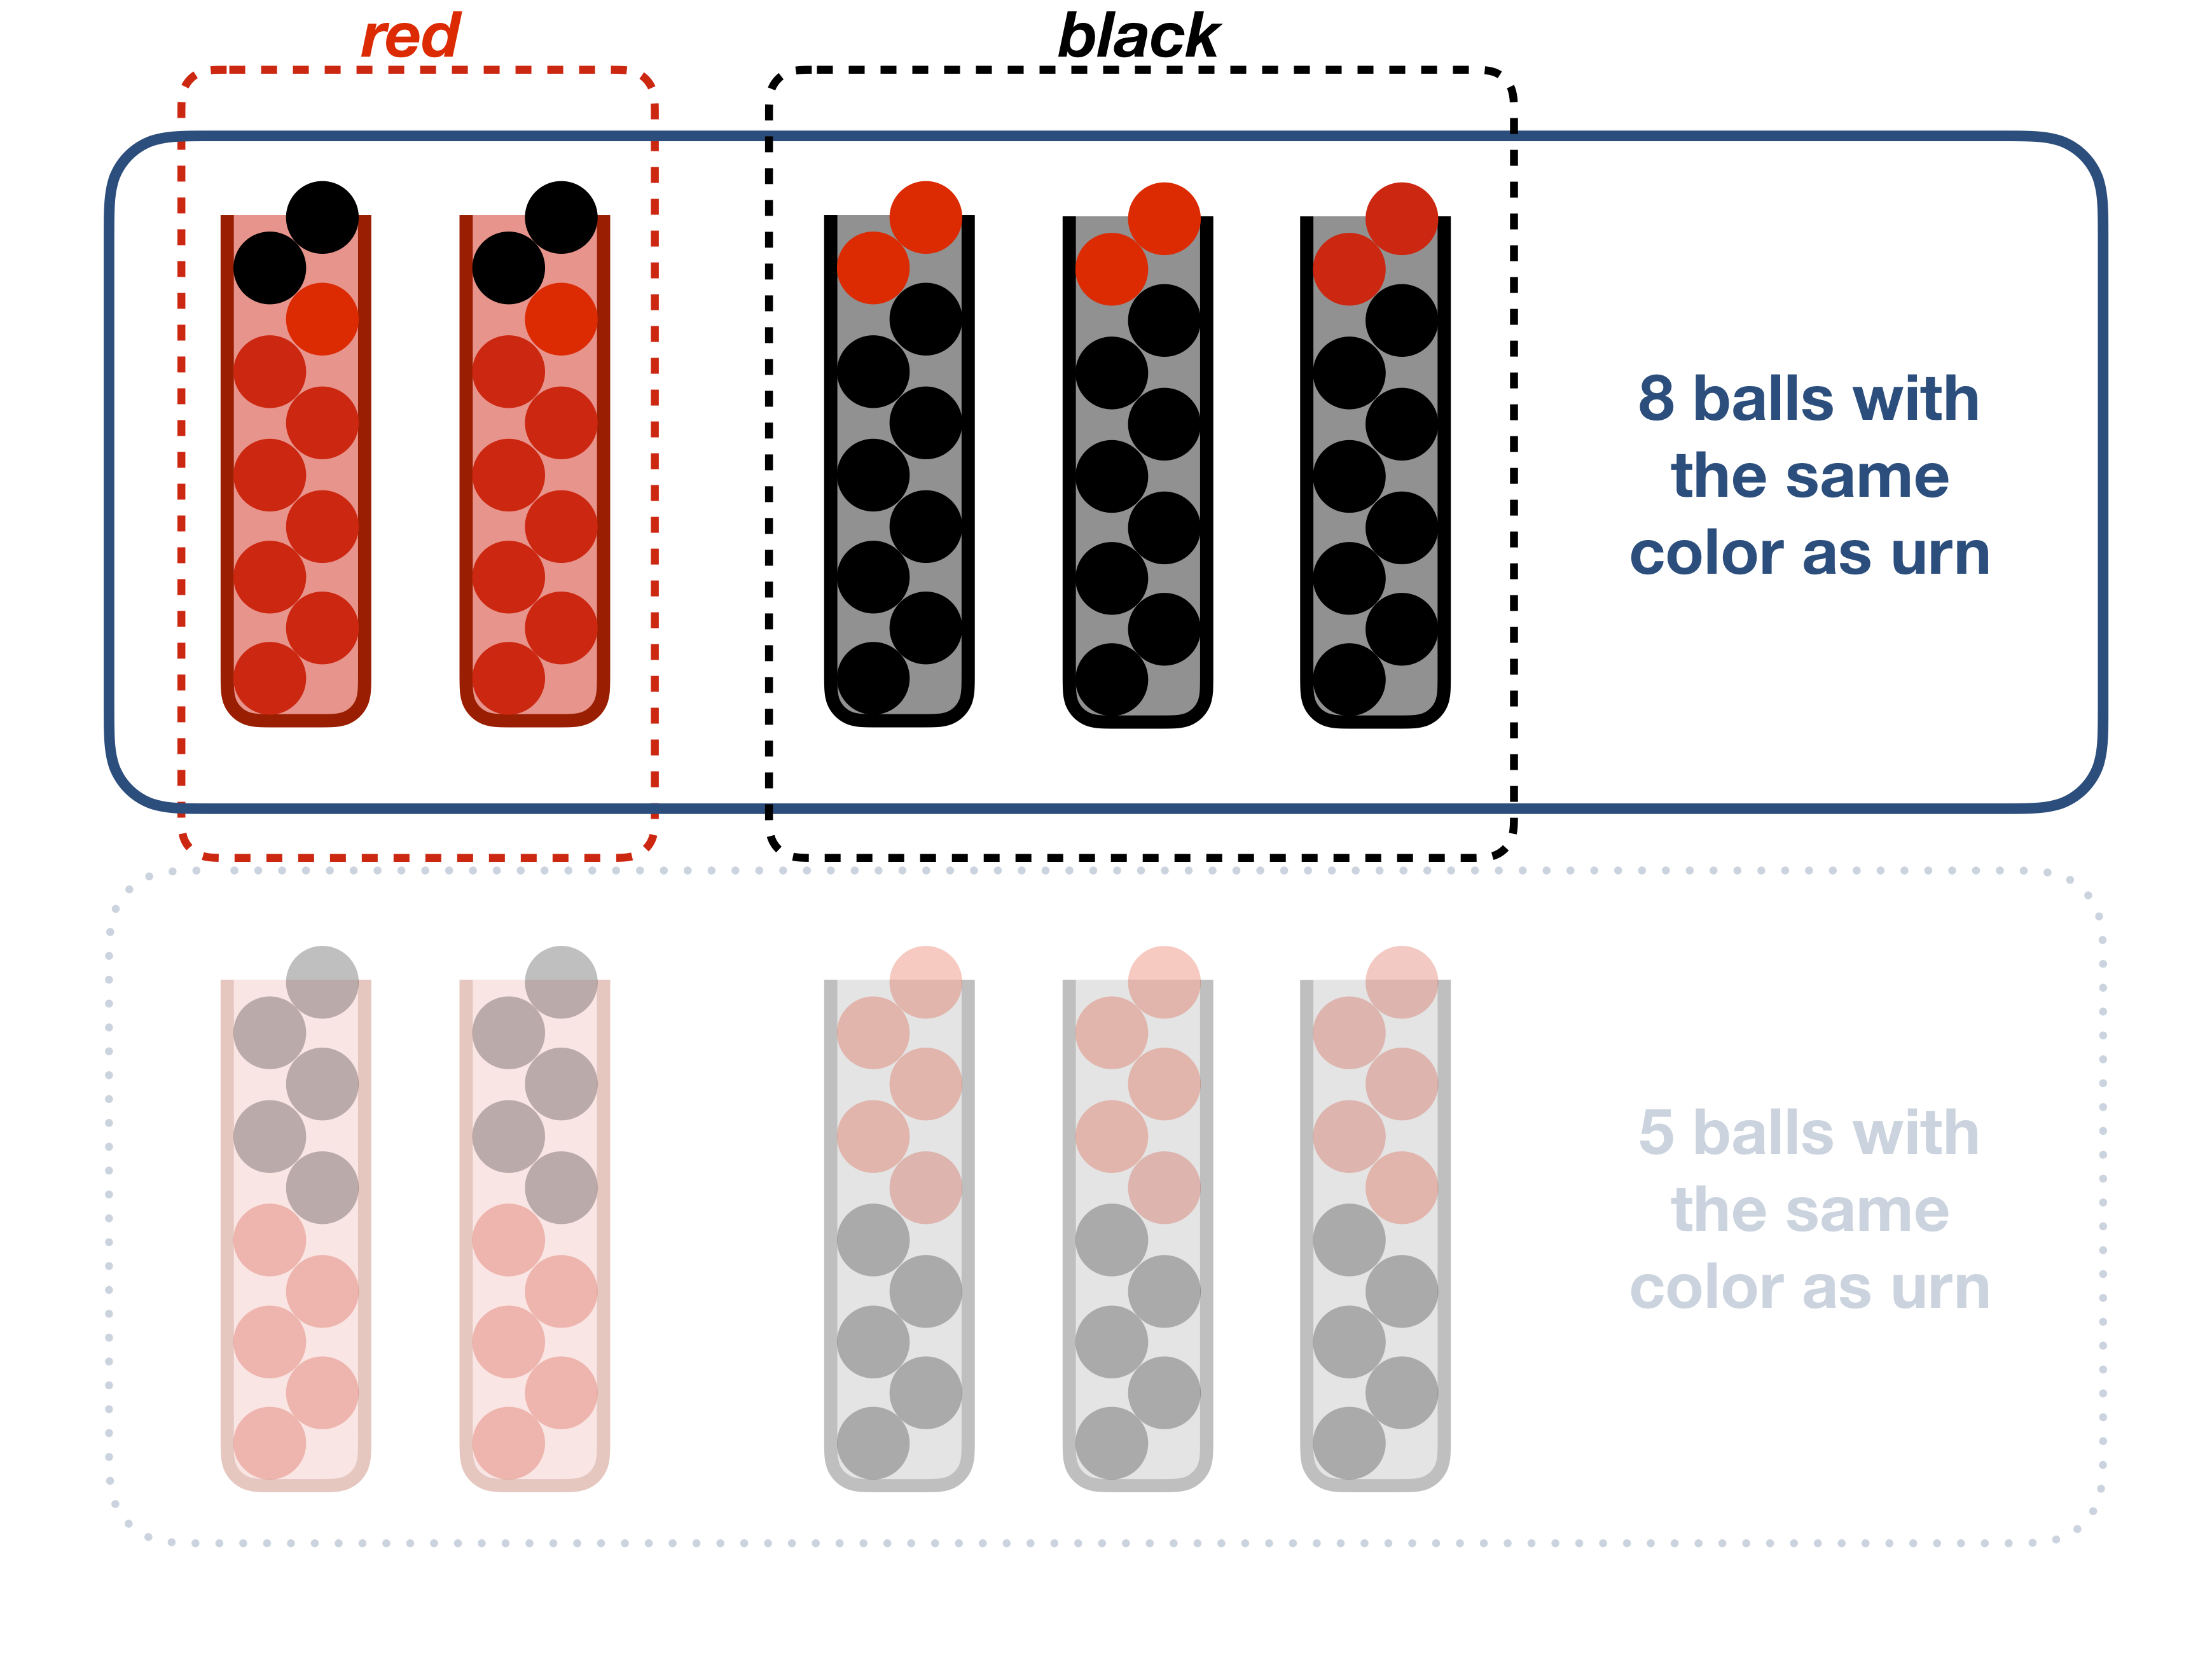 red
black
8 balls with
the same
color as urn
5 balls with
the same
color as urn